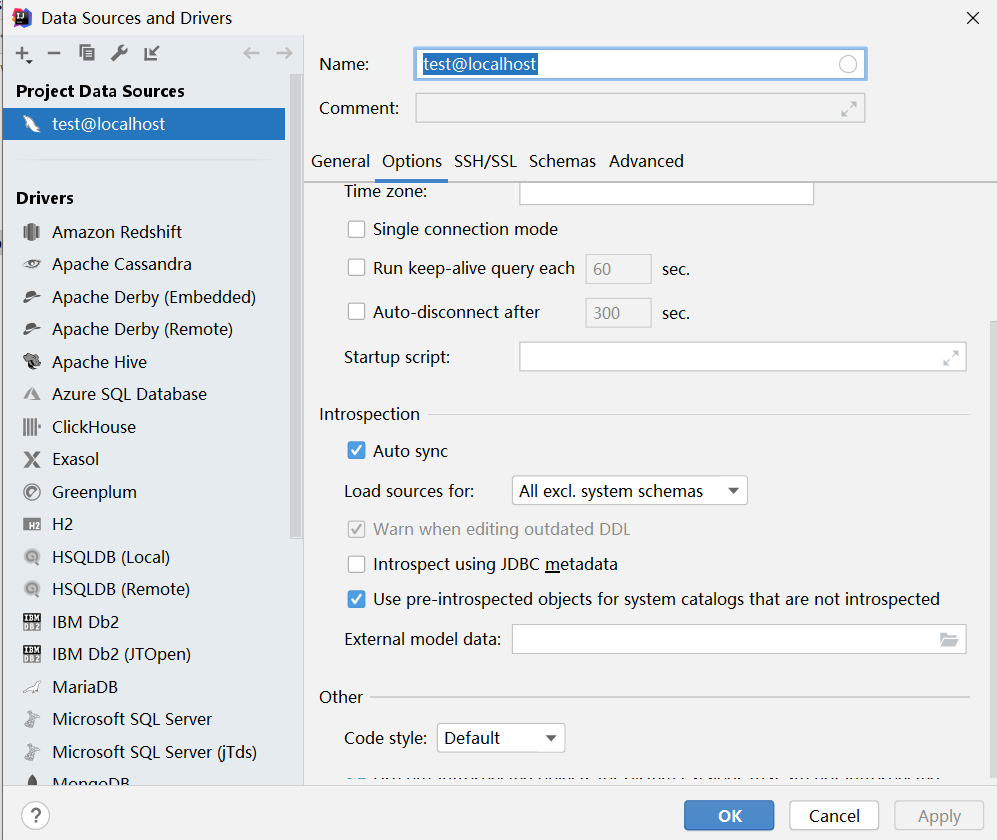 Data Sources and Drivers
Project Data Sources
test@localhost
Drivers
Amazon Redshift
Apache Cassandra
Apache Derby (Embedded)
Apache Derby (Remote)
Apache Hive
Azure SQL Database
ClickHouse
Exasol
Greenplum
H2
HSQLDB (Local)
HSQLDB (Remote)
IBM Db2
IBM Db2 (JTOpen)
MariaDB
Microsoft SQL Server
Microsoft SQL Server (jTds)
MongoDB
Name: test@localhost
Comment:
General Options SSH/SSL Schemas Advanced
Time zone:
Single connection mode
Run keep-alive query each 60 sec.
Auto-disconnect after 300 sec.
Startup script:
Introspection
Auto sync
Load sources for: All excl. system schemas
Warn when editing outdated DDL
Introspect using JDBC metadata
Use pre-introspected objects for system catalogs that are not introspected
External model data:
Other
Code style: Default
? OK Cancel Apply